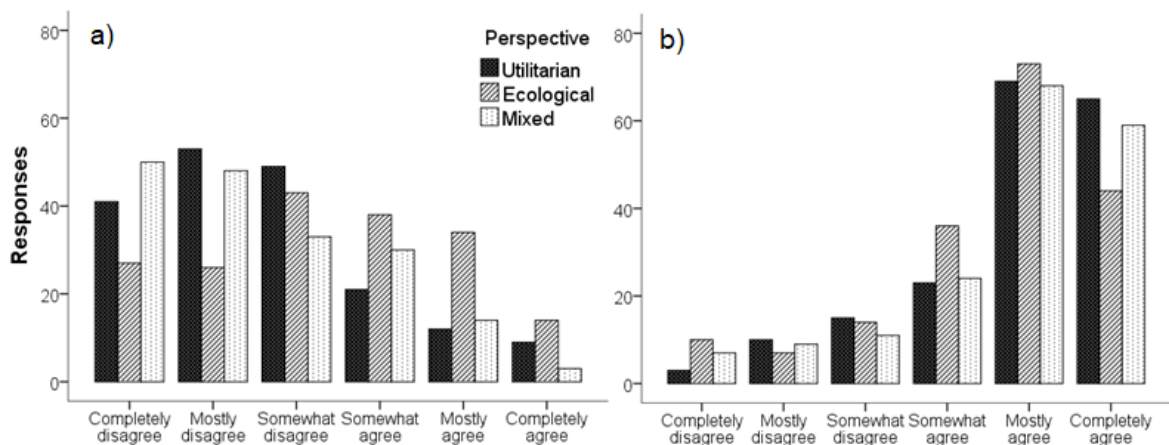 a)
Perspective
Utilitarian
Ecological
Mixed
Responses
80
60
40
20
0
Completely disagree
Mostly disagree
Somewhat disagree
Somewhat agree
Mostly agree
Completely agree
b)
80
60
40
20
0
Completely disagree
Mostly disagree
Somewhat disagree
Somewhat agree
Mostly agree
Completely agree